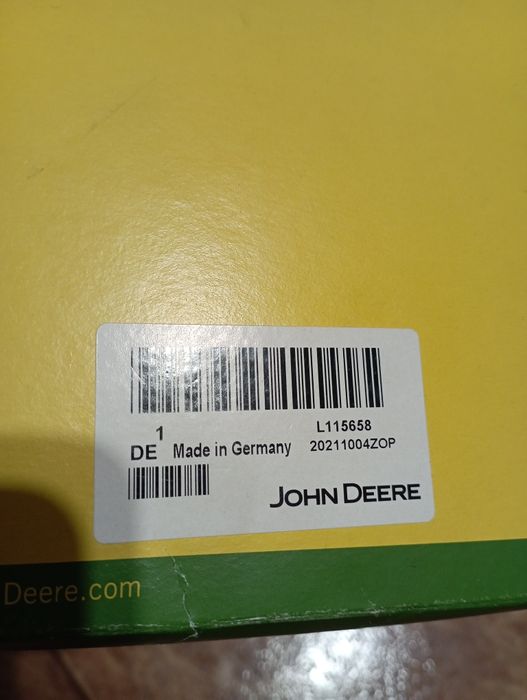 L115658
1
DE Made in Germany 20211004ZOP
JOHN DEERE
Deere.com